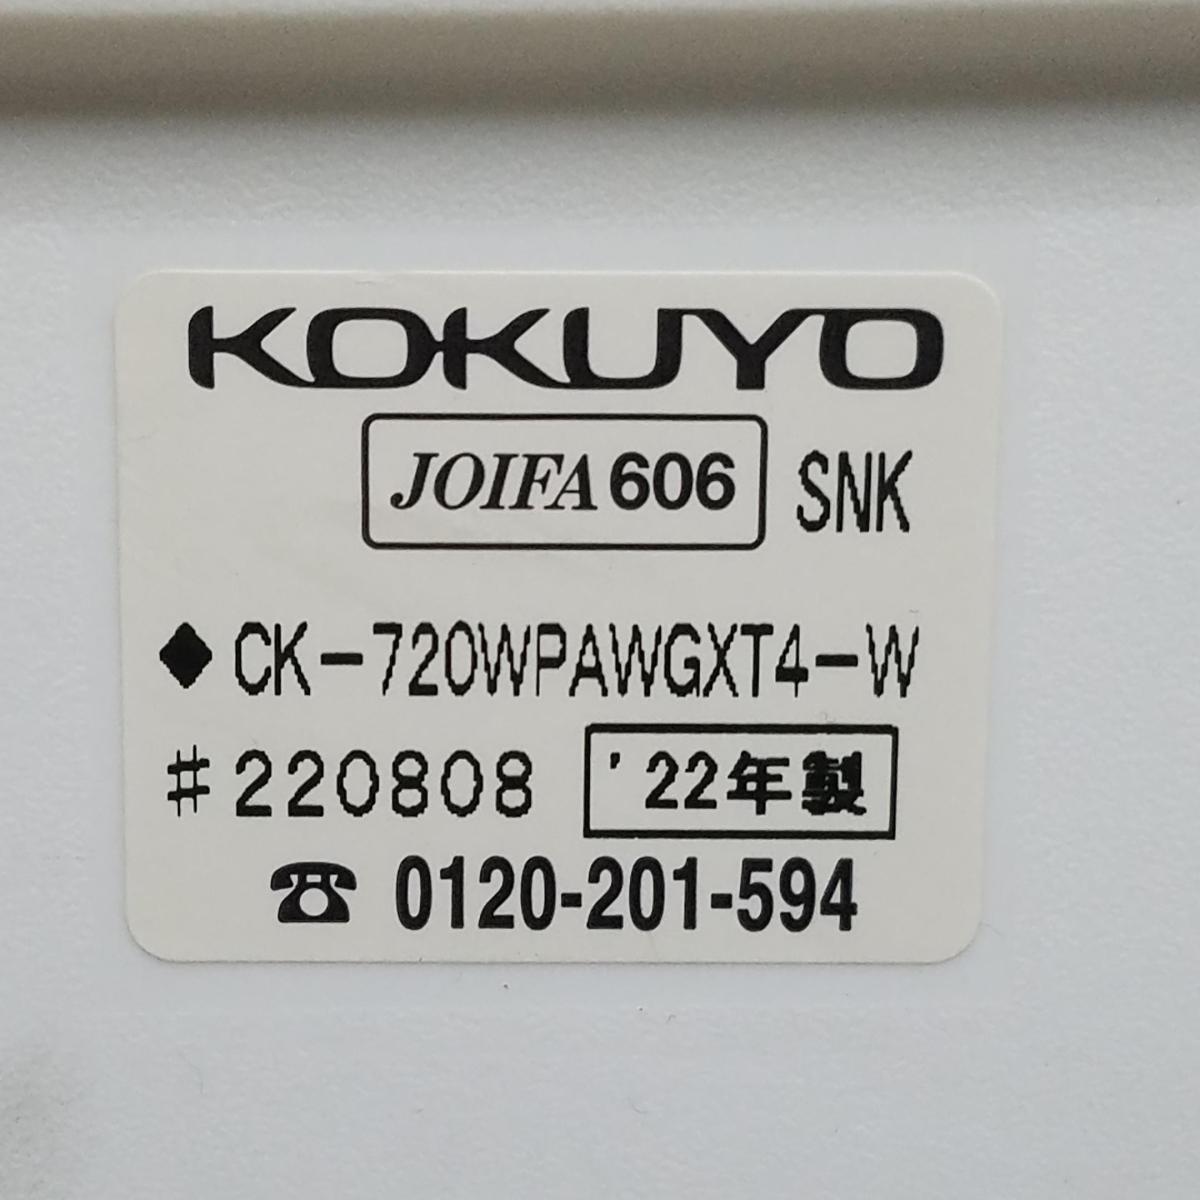 KOKUYO
JOIFA 606 SNK
◆CK-720WPAWGXT4-W
#220808 '22年製
☎ 0120-201-594